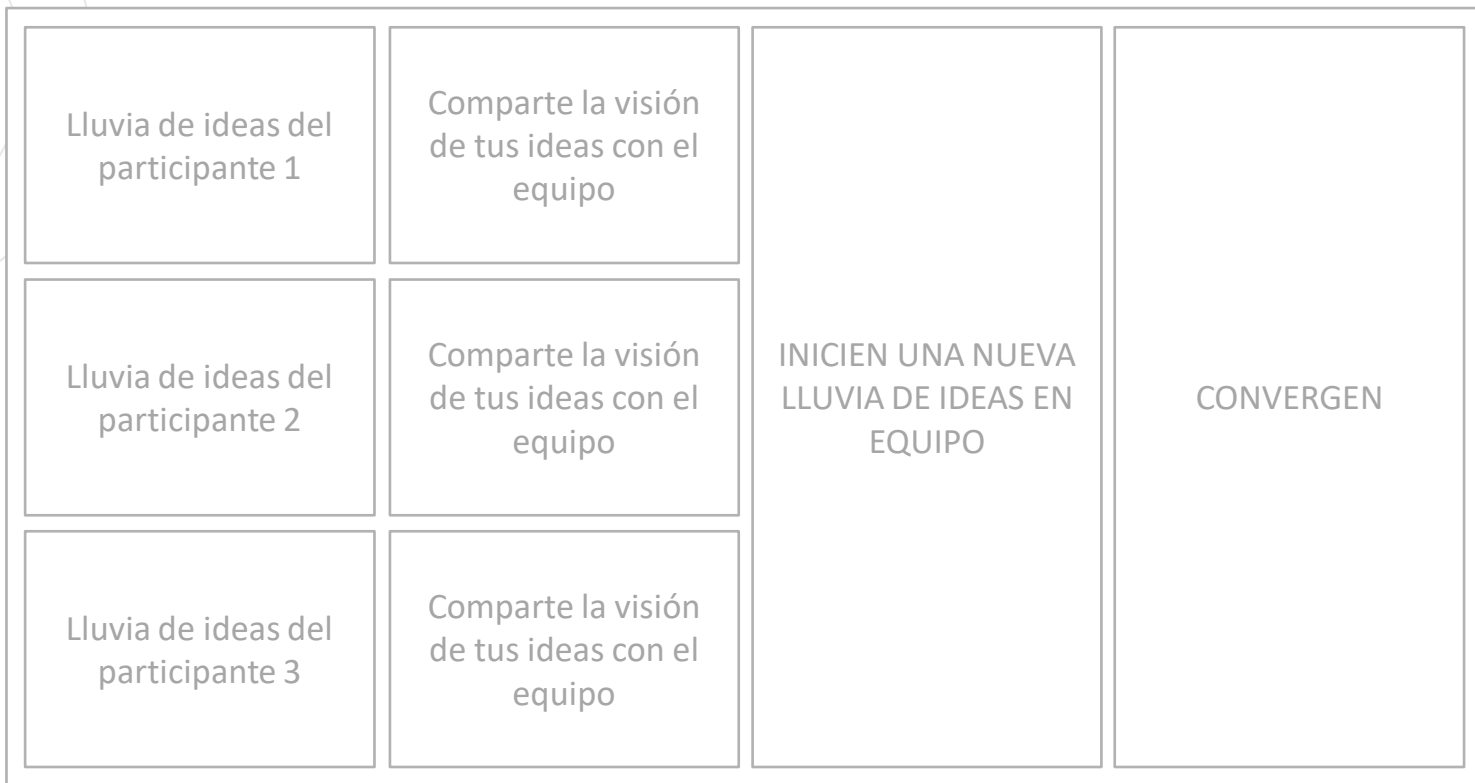 Lluvia de ideas del
participante 1
Comparte la visión
de tus ideas con el
equipo
Lluvia de ideas del
participante 2
Comparte la visión
de tus ideas con el
equipo
Lluvia de ideas del
participante 3
Comparte la visión
de tus ideas con el
equipo
INICIEN UNA NUEVA
LLUVIA DE IDEAS EN
EQUIPO
CONVERGEN